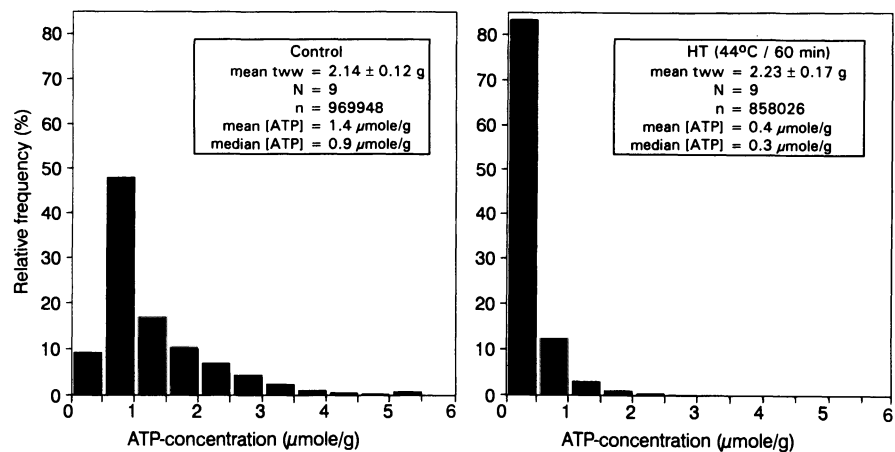 80
70
60
50
40
30
20
10
0
Relative frequency (%)
Control
mean tww = 2.14 ± 0.12 g
N = 9
n = 969948
mean [ATP] = 1.4 μmole/g
median [ATP] = 0.9 μmole/g
0 1 2 3 4 5 6
ATP-concentration (μmole/g)
80
70
60
50
40
30
20
10
0
HT (44ºC / 60 min)
mean tww = 2.23 ± 0.17 g
N = 9
n = 858026
mean [ATP] = 0.4 μmole/g
median [ATP] = 0.3 μmole/g
0 1 2 3 4 5 6
ATP-concentration (μmole/g)